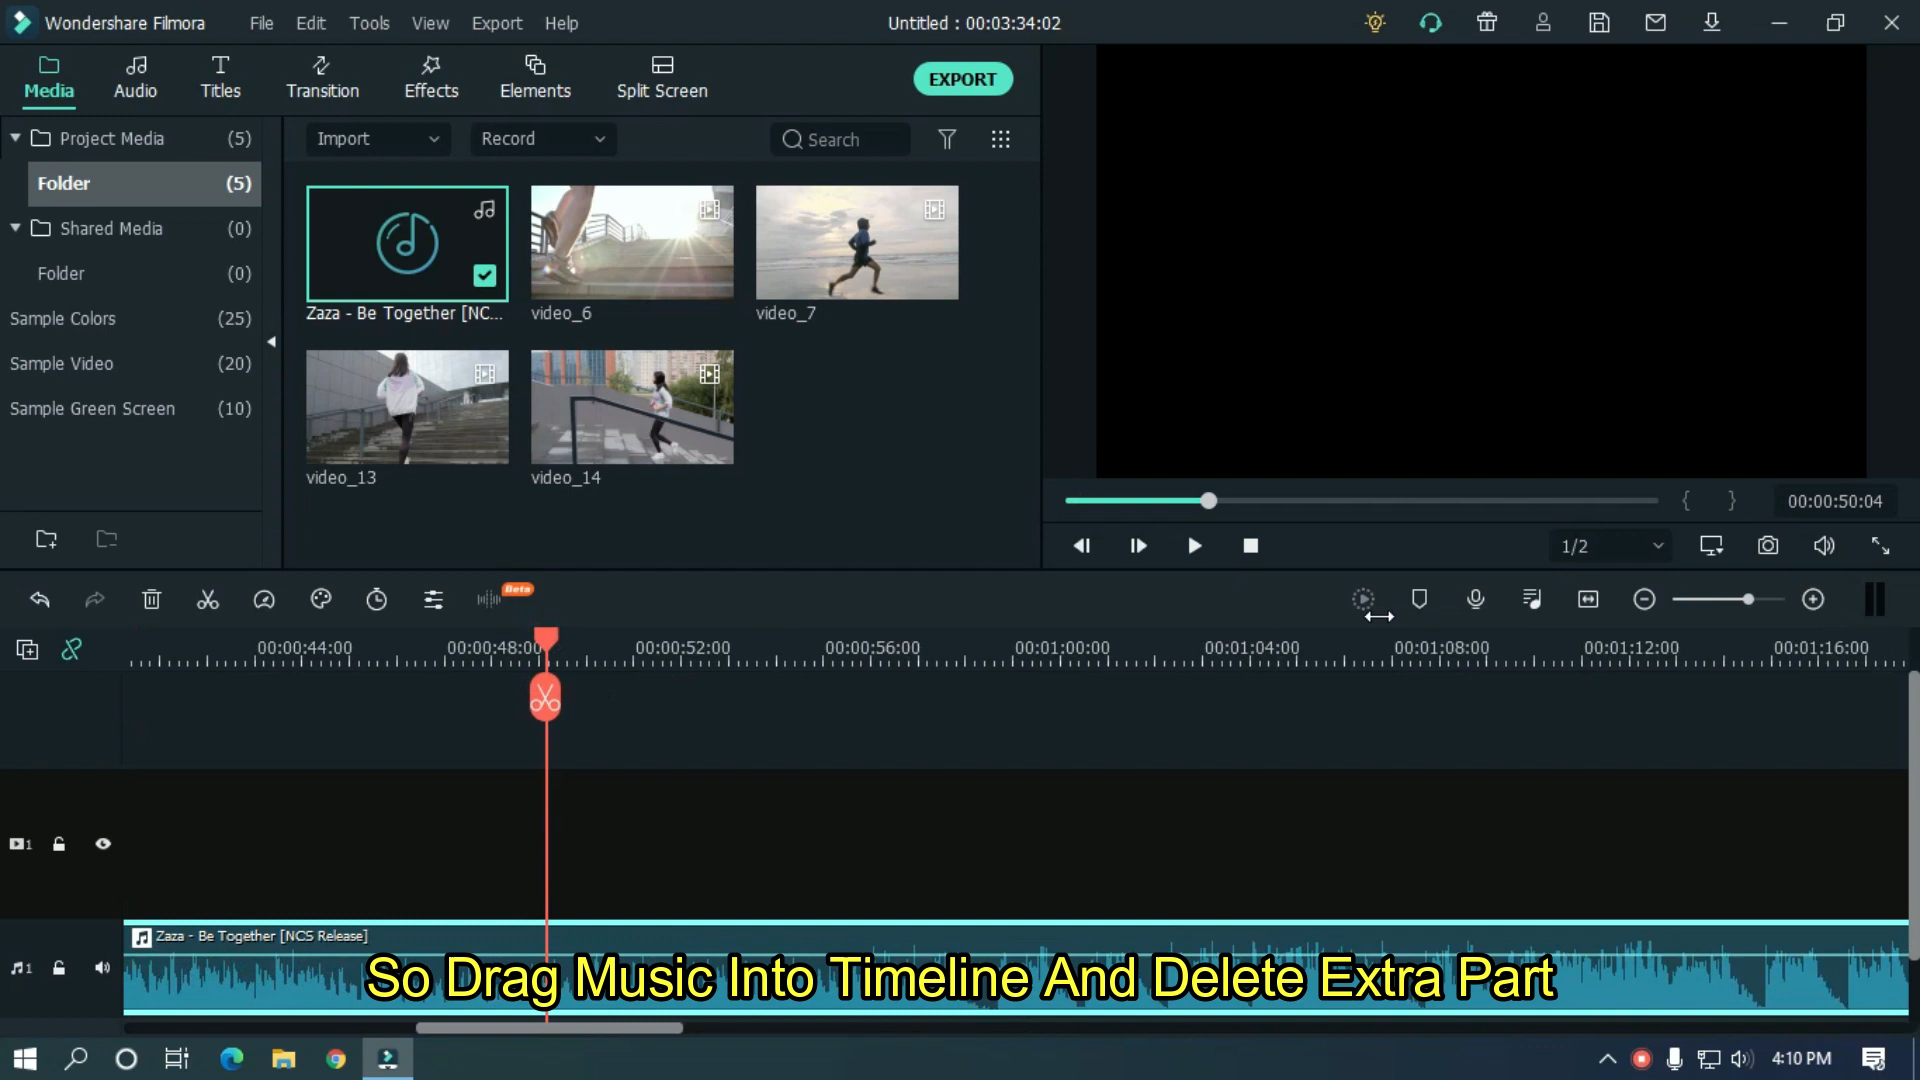 Wondershare Filmora
File Edit Tools View Export Help
Untitled : 00:03:34:02
Media Audio Titles Transition Effects Elements Split Screen
EXPORT
Project Media (5)
Folder (5)
Shared Media (0)
Folder (0)
Sample Colors (25)
Sample Video (20)
Sample Green Screen (10)
Import Record Search
Zaza - Be Together [NC... video_6 video_7
video_13 video_14
00:00:50:04
1/2
Beta
00:00:44:00 00:00:48:00 00:00:52:00 00:00:56:00 00:01:00:00 00:01:04:00 00:01:08:00 00:01:12:00 00:01:16:00
1
Zaza - Be Together [NCS Release]
1
So Drag Music Into Timeline And Delete Extra Part
4:10 PM